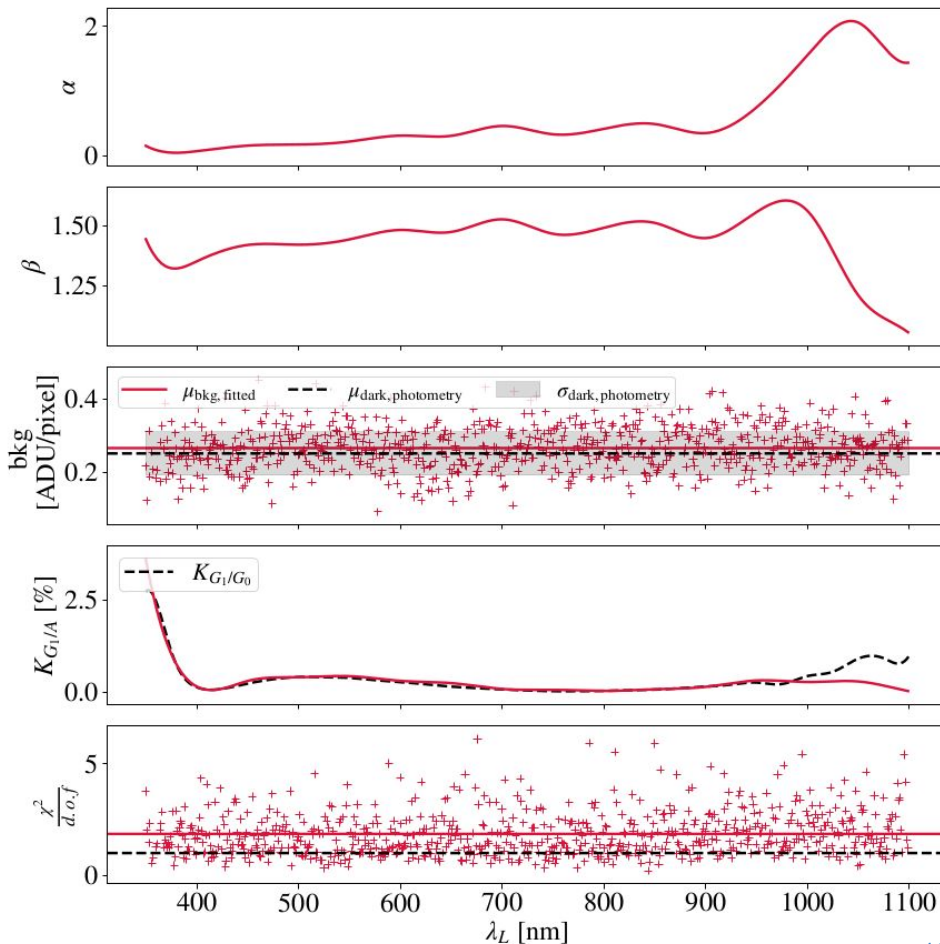 2
α
0
1.50
β
1.25
μbkg, fitted
μdark, photometry
σdark, photometry
0.4
bkg
[ADU/pixel]
0.2
KG1/G0
KG1/A [%]
2.5
0.0
5
χ2
d.o.f
0
400 500 600 700 800 900 1000 1100
λL [nm]